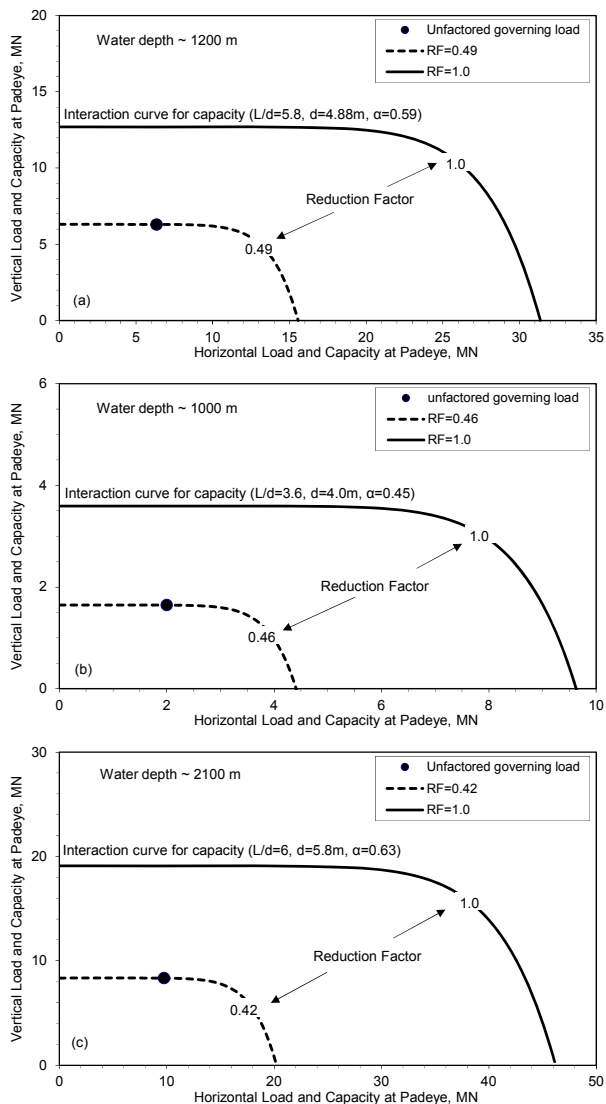 20
15
10
5
0
Vertical Load and Capacity at Padeye, MN
Water depth ~ 1200 m
Unfactored governing load
RF=0.49
RF=1.0
Interaction curve for capacity (L/d=5.8, d=4.88m, α=0.59)
1.0
Reduction Factor
0.49
(a)
0 5 10 15 20 25 30 35
Horizontal Load and Capacity at Padeye, MN
6
4
2
0
Vertical Load and Capacity at Padeye, MN
Water depth ~ 1000 m
unfactored governing load
RF=0.46
RF=1.0
Interaction curve for capacity (L/d=3.6, d=4.0m, α=0.45)
1.0
Reduction Factor
0.46
(b)
0 2 4 6 8 10
Horizontal Load and Capacity at Padeye, MN
30
20
10
0
Vertical Load and Capacity at Padeye, MN
Water depth ~ 2100 m
Unfactored governing load
RF=0.42
RF=1.0
Interaction curve for capacity (L/d=6, d=5.8m, α=0.63)
1.0
Reduction Factor
0.42
(c)
0 10 20 30 40 50
Horizontal Load and Capacity at Padeye, MN